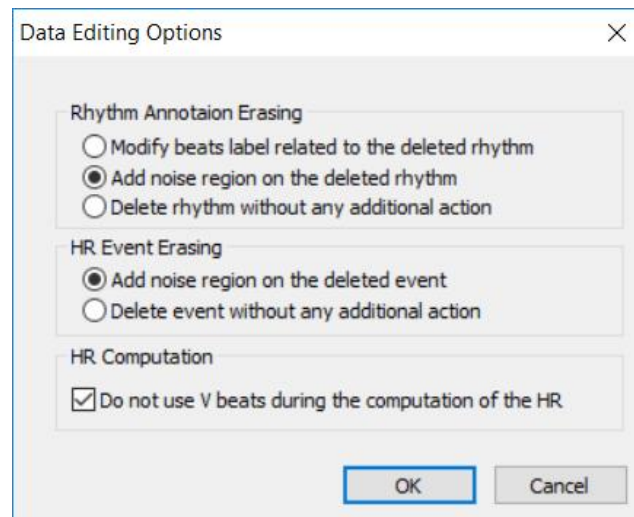 Data Editing Options
Rhythm Annotaion Erasing
Modify beats label related to the deleted rhythm
Add noise region on the deleted rhythm
Delete rhythm without any additional action
HR Event Erasing
Add noise region on the deleted event
Delete event without any additional action
HR Computation
Do not use V beats during the computation of the HR
OK Cancel